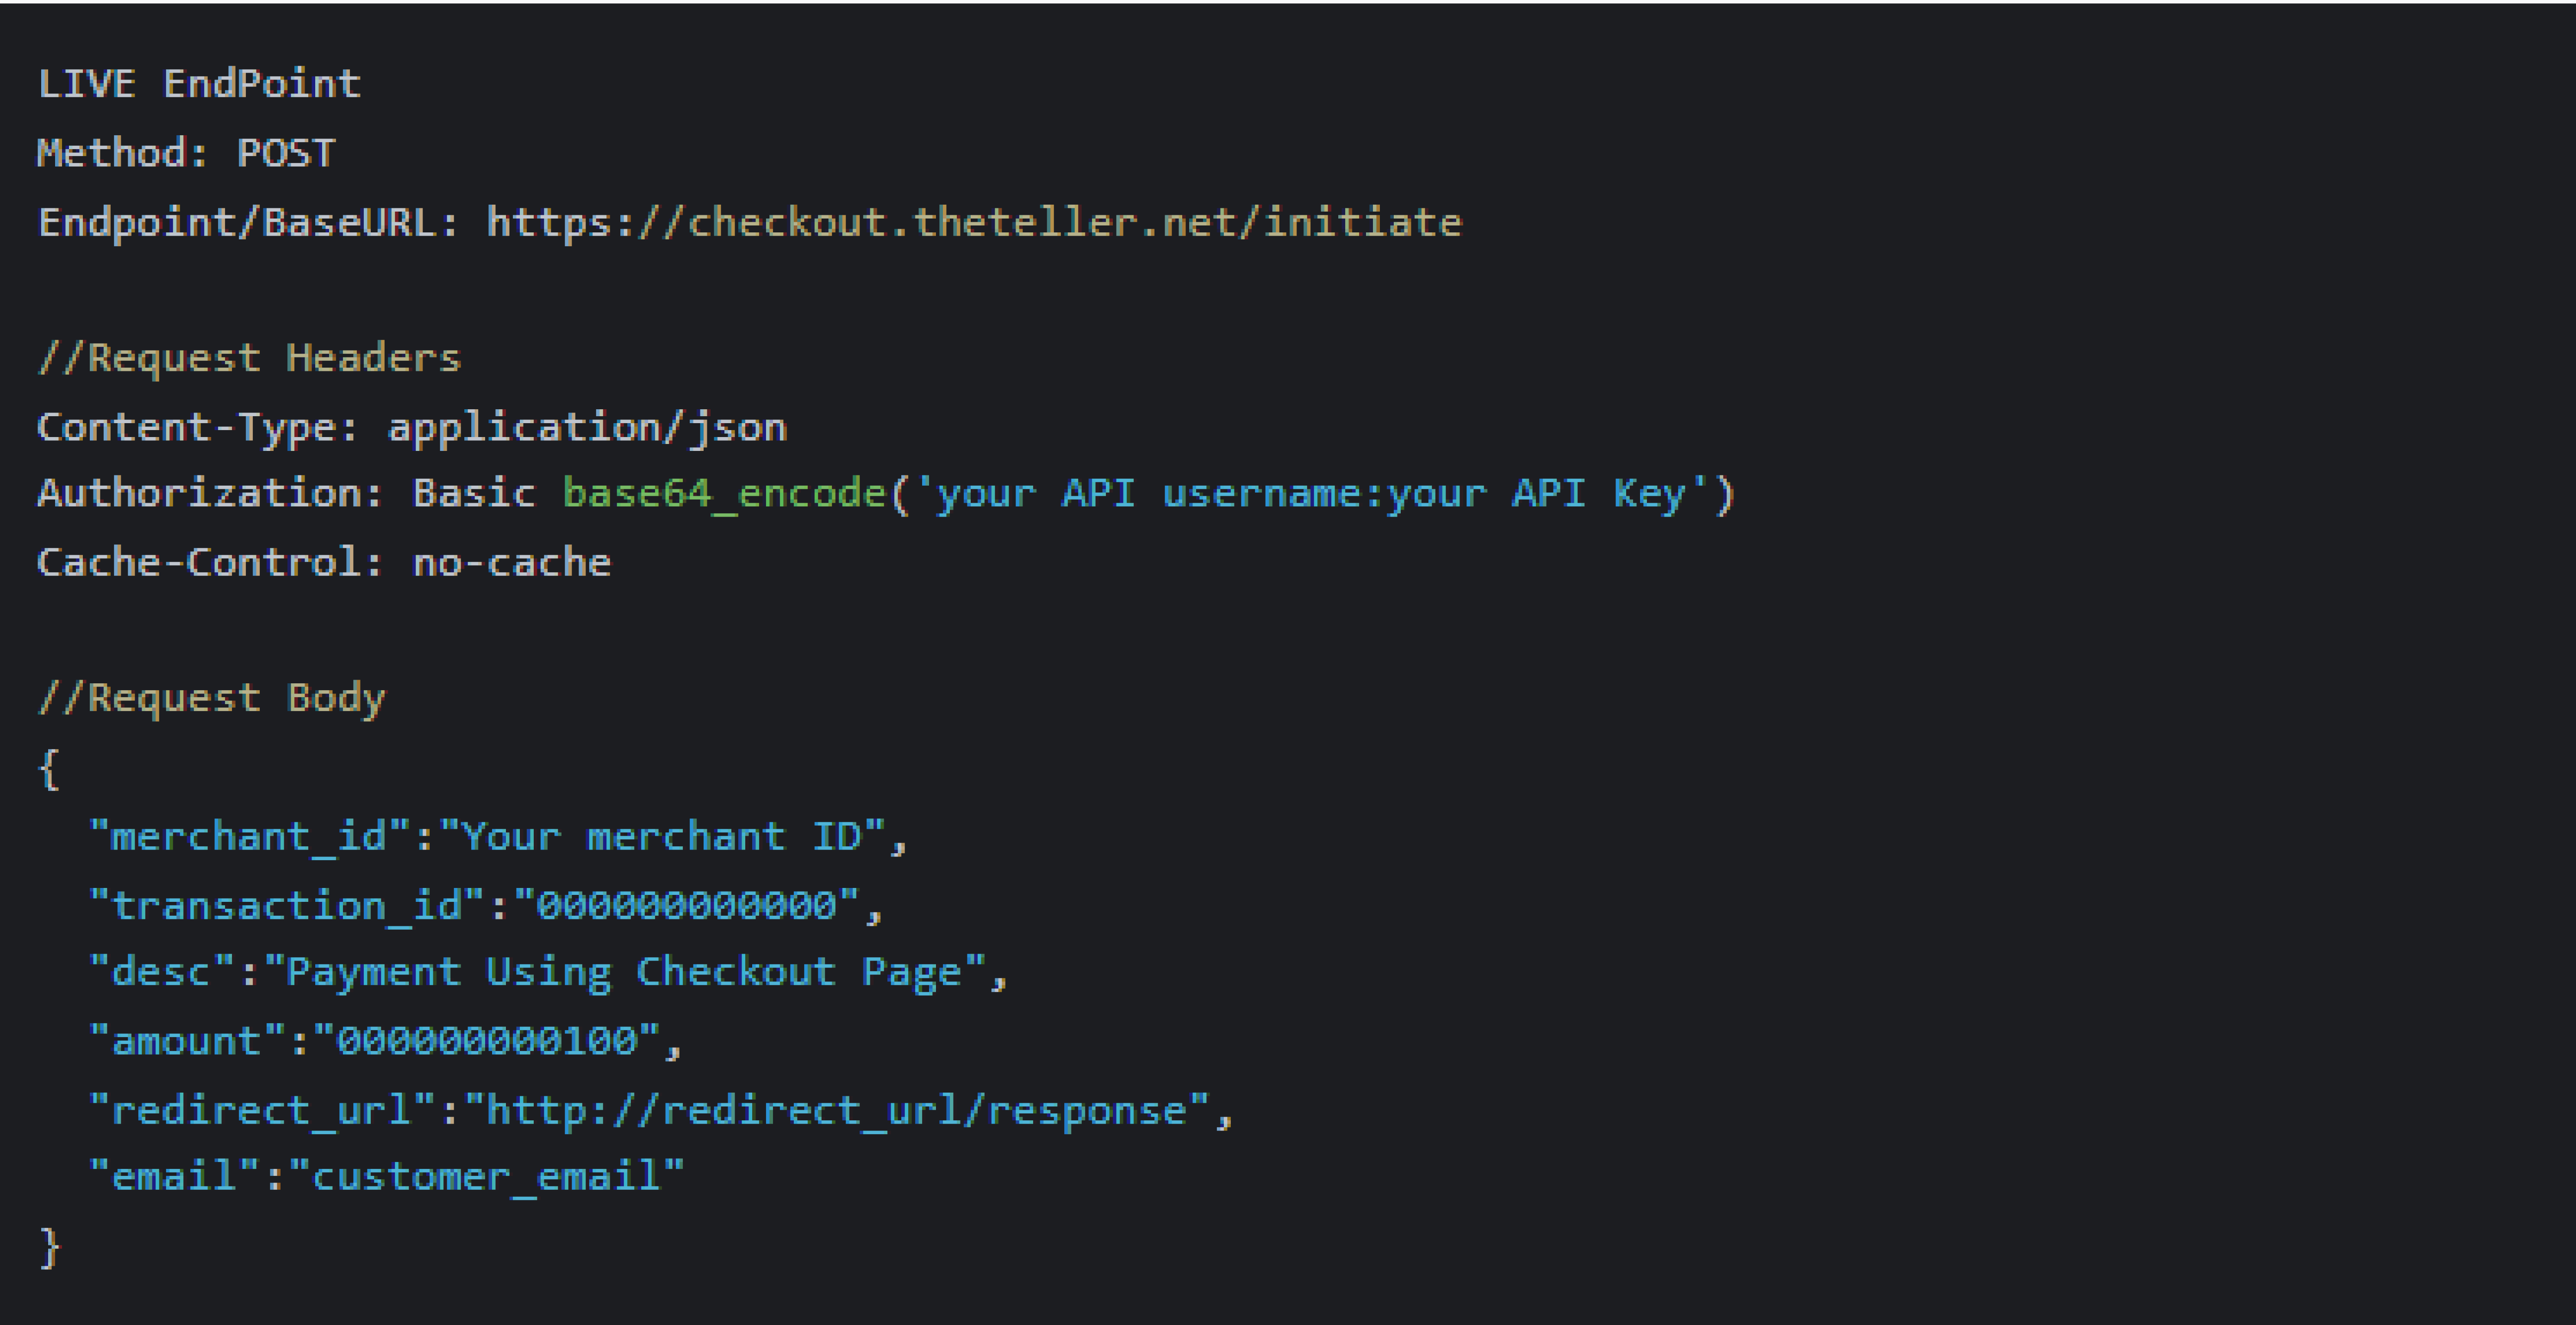 LIVE EndPoint
Method: POST
Endpoint/BaseURL: https://checkout.theteller.net/initiate
//Request Headers
Content-Type: application/json
Authorization: Basic base64_encode('your API username:your API Key')
Cache-Control: no-cache
//Request Body
{
"merchant_id":"Your merchant ID",
"transaction_id":"000000000000",
"desc":"Payment Using Checkout Page",
"amount":"000000000100",
"redirect_url":"http://redirect_url/response",
"email":"customer_email"
}